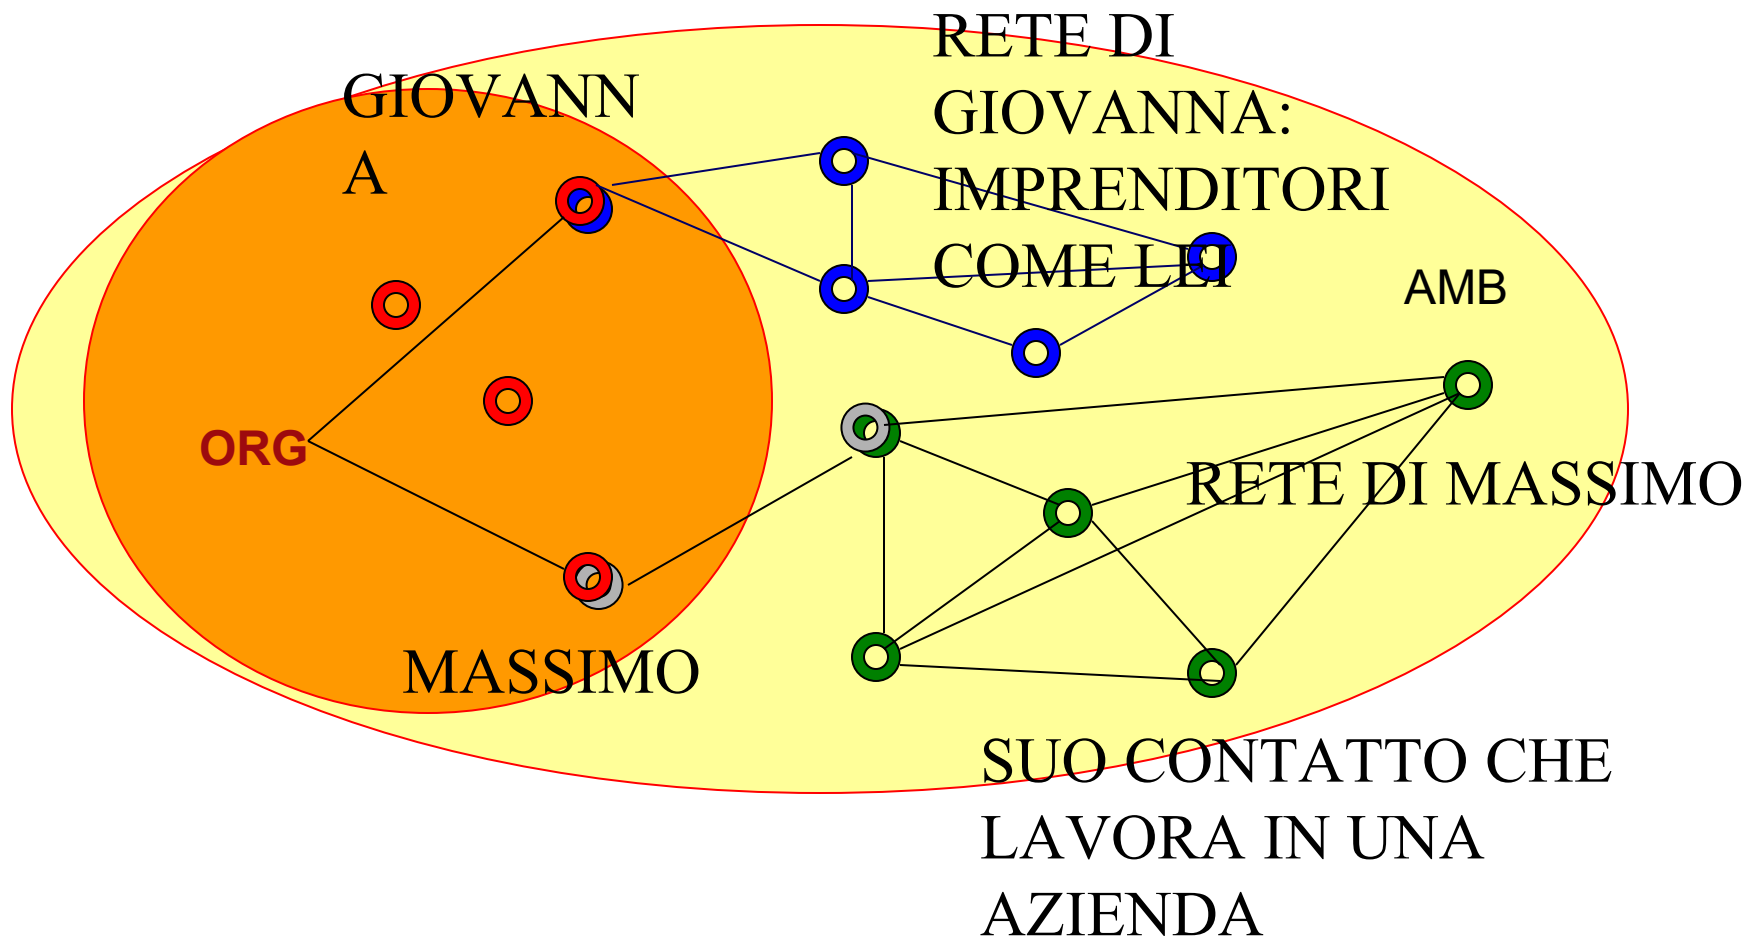 RETE DI
GIOVANNA:
IMPRENDITORI
COME LEI
GIOVANN
A
AMB
ORG
RETE DI MASSIMO
MASSIMO
SUO CONTATTO CHE
LAVORA IN UNA
AZIENDA